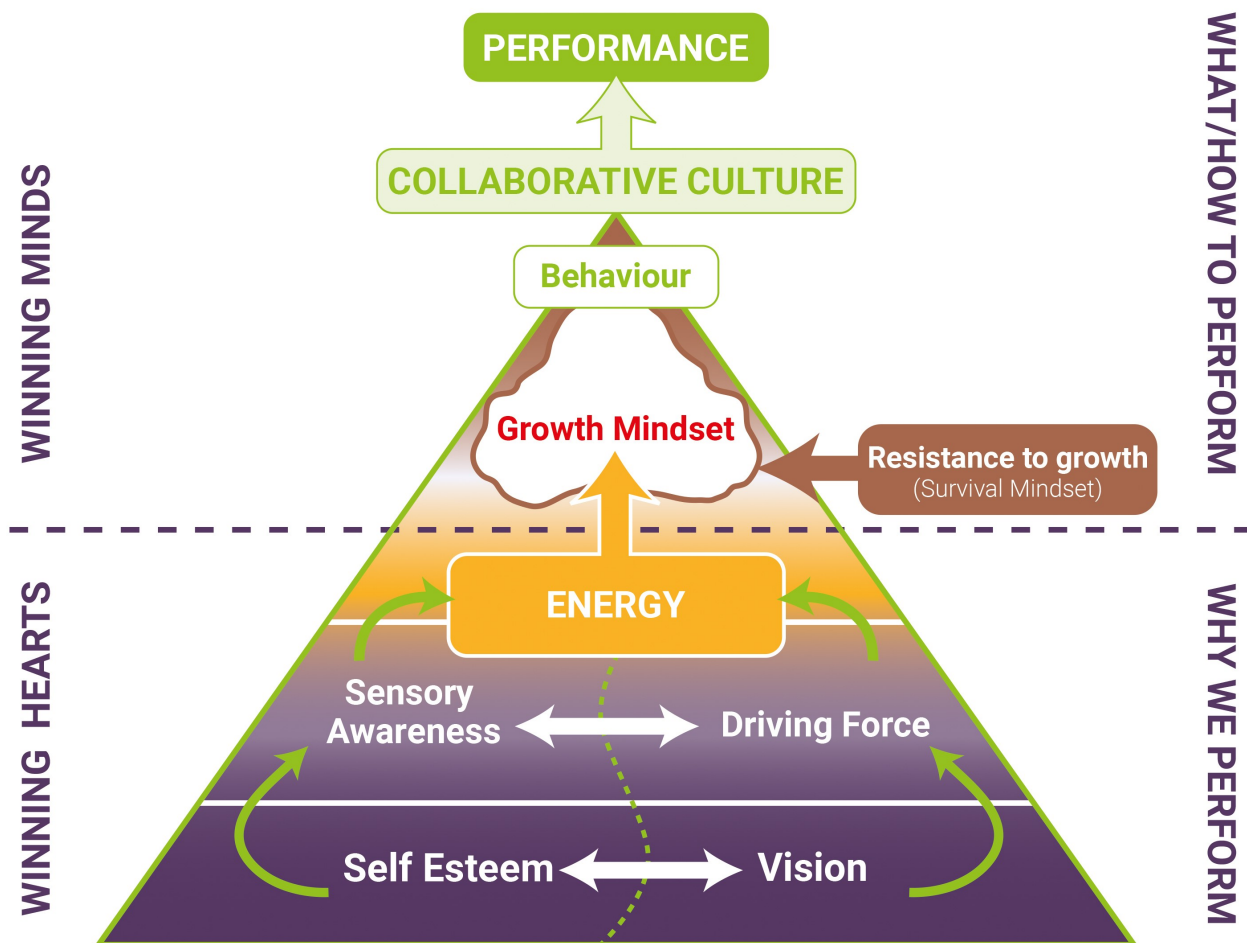 PERFORMANCE
COLLABORATIVE CULTURE
Behaviour
Growth Mindset
Resistance to growth
(Survival Mindset)
ENERGY
Sensory
Awareness
Driving Force
Self Esteem
Vision
WINNING MINDS
WINNING HEARTS
WHAT/HOW TO PERFORM
WHY WE PERFORM